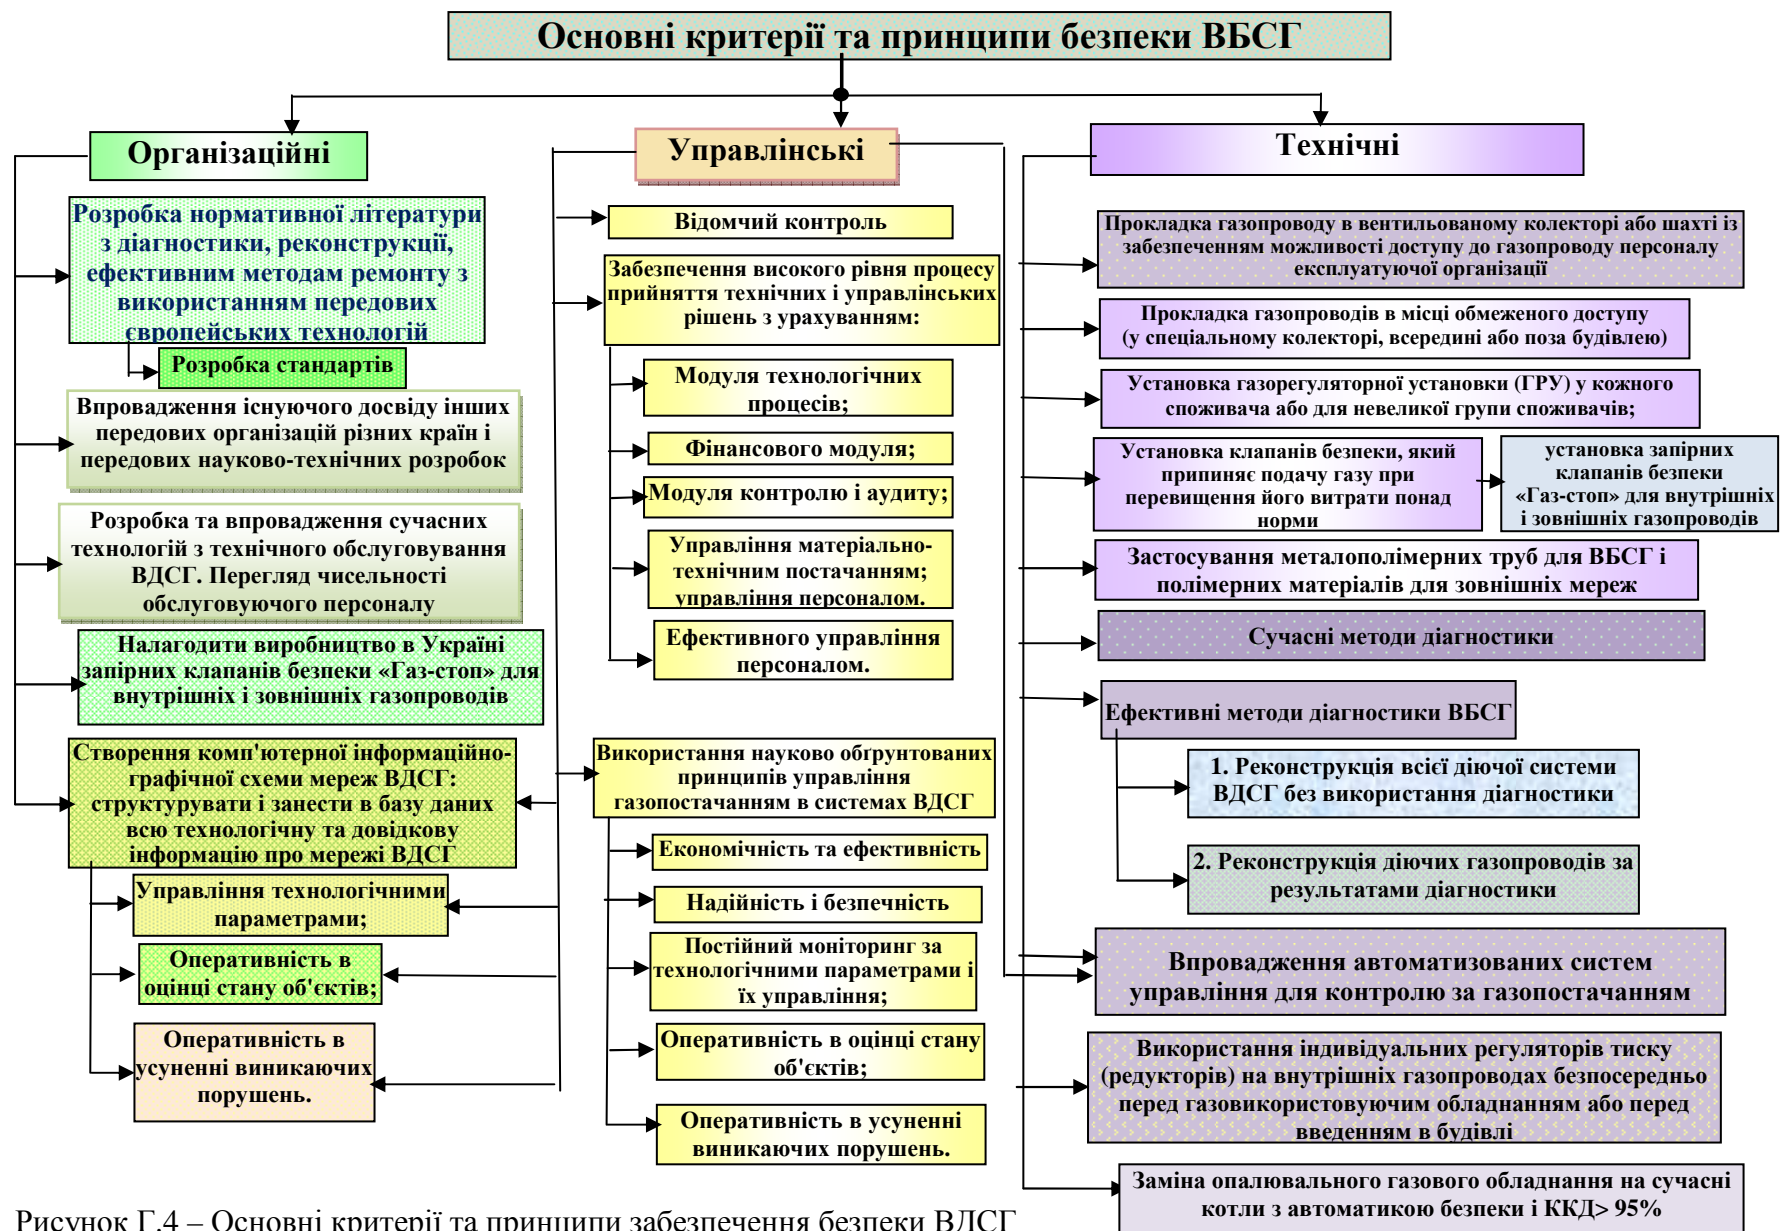 Основні критерії та принципи безпеки ВБСГ
Організаційні
Розробка нормативної літератури
з діагностики, реконструкції,
ефективним методам ремонту з
використанням передових
європейських технологій
Розробка стандартів
Впровадження існуючого досвіду інших
передових організацій різних країн і
передових науково-технічних розробок
Розробка та впровадження сучасних
технологій з технічного обслуговування
ВДСГ. Перегляд чисельності
обслуговуючого персоналу
Налагодити виробництво в Україні
запірних клапанів безпеки «Газ-стоп» для
внутрішніх і зовнішніх газопроводів
Створення комп'ютерної інформаційно-
графічної схеми мереж ВДСГ:
структурувати і занести в базу даних
всю технологічну та довідкову
інформацію про мережі ВДСГ
Управління технологічними
параметрами;
Оперативність в
оцінці стану об'єктів;
Оперативність в
усуненні виникаючих
порушень.
Управлінські
Відомчий контроль
Забезпечення високого рівня процесу
прийняття технічних і управлінських
рішень з урахуванням:
Модуля технологічних
процесів;
Фінансового модуля;
Модуля контролю і аудиту;
Управління матеріально-
технічним постачанням;
управління персоналом.
Ефективного управління
персоналом.
Використання науково обґрунтованих
принципів управління
газопостачанням в системах ВДСГ
Економічність та ефективність
Надійність і безпечність
Постійний моніторинг за
технологічними параметрами і
їх управління;
Оперативність в оцінці стану
об'єктів;
Оперативність в усуненні
виникаючих порушень.
Технічні
Прокладка газопроводу в вентильованому колекторі або шахті із
забезпеченням можливості доступу до газопроводу персоналу
експлуатуючої організації
Прокладка газопроводів в місці обмеженого доступу
(у спеціальному колекторі, всередині або поза будівлею)
Установка газорегуляторної установки (ГРУ) у кожного
споживача або для невеликої групи споживачів;
Установка клапанів безпеки, який
припиняє подачу газу при
перевищення його витрати понад
норми
установка запірних
клапанів безпеки
«Газ-стоп» для внутрішніх
і зовнішніх газопроводів
Застосування металополімерних труб для ВБСГ і
полімерних матеріалів для зовнішніх мереж
Сучасні методи діагностики
Ефективні методи діагностики ВБСГ
1. Реконструкція всієї діючої системи
ВДСГ без використання діагностики
2. Реконструкція діючих газопроводів за
результатами діагностики
Впровадження автоматизованих систем
управління для контролю за газопостачанням
Використання індивідуальних регуляторів тиску
(редукторів) на внутрішніх газопроводах безпосередньо
перед газовикористовуючим обладнанням або перед
введенням в будівлі
Заміна опалювального газового обладнання на сучасні
котли з автоматикою безпеки і ККД> 95%
Рисунок Г.4 – Основні критерії та принципи забезпечення безпеки ВДСГ